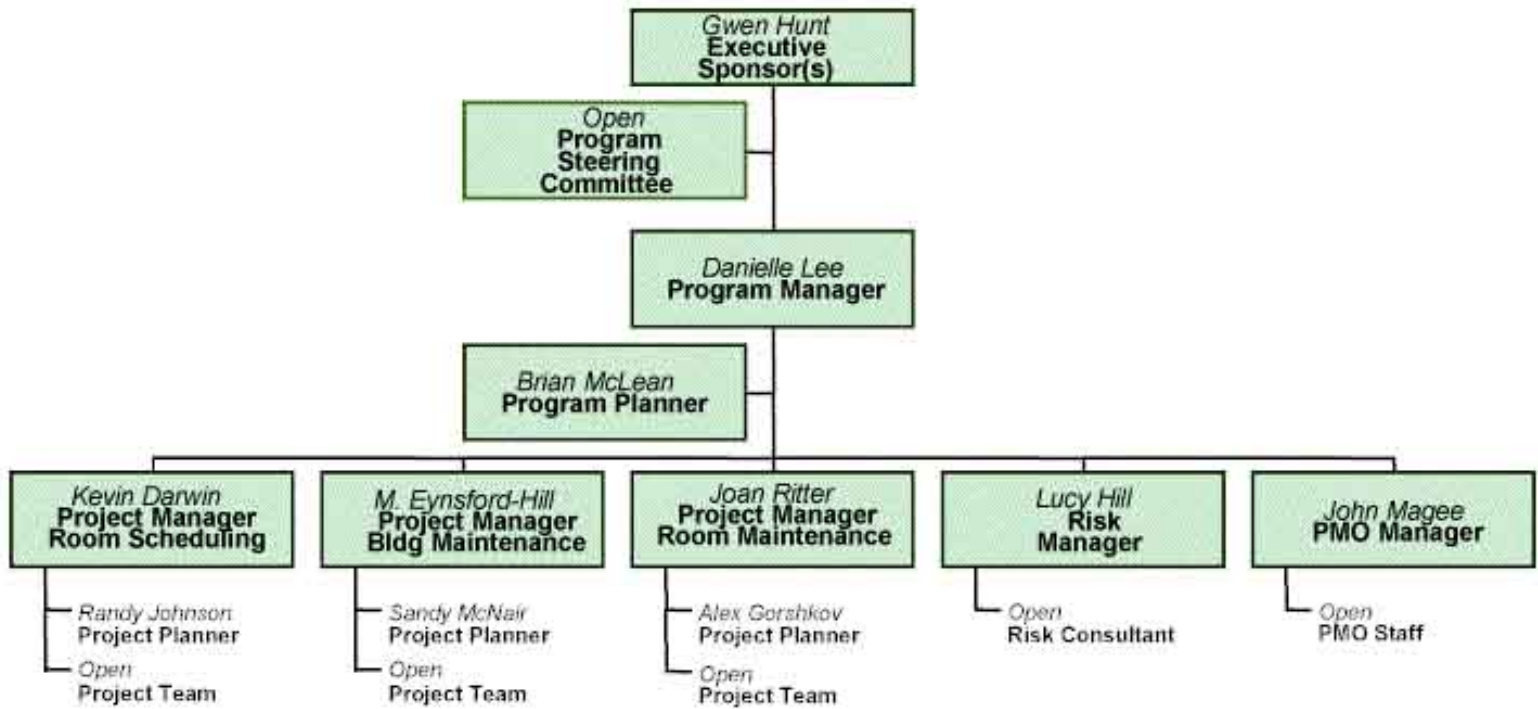 Gwen Hunt
Executive
Sponsor(s)
Open
Program
Steering
Committee
Danielle Lee
Program Manager
Brian McLean
Program Planner
Kevin Darwin
Project Manager
Room Scheduling
M. Eynsford-Hill
Project Manager
Bldg Maintenance
Joan Ritter
Project Manager
Room Maintenance
Lucy Hill
Risk
Manager
John Magee
PMO Manager
Randy Johnson
Project Planner
Open
Project Team
Sandy McNair
Project Planner
Open
Project Team
Alex Gorshkov
Project Planner
Open
Project Team
Open
Risk Consultant
Open
PMO Staff